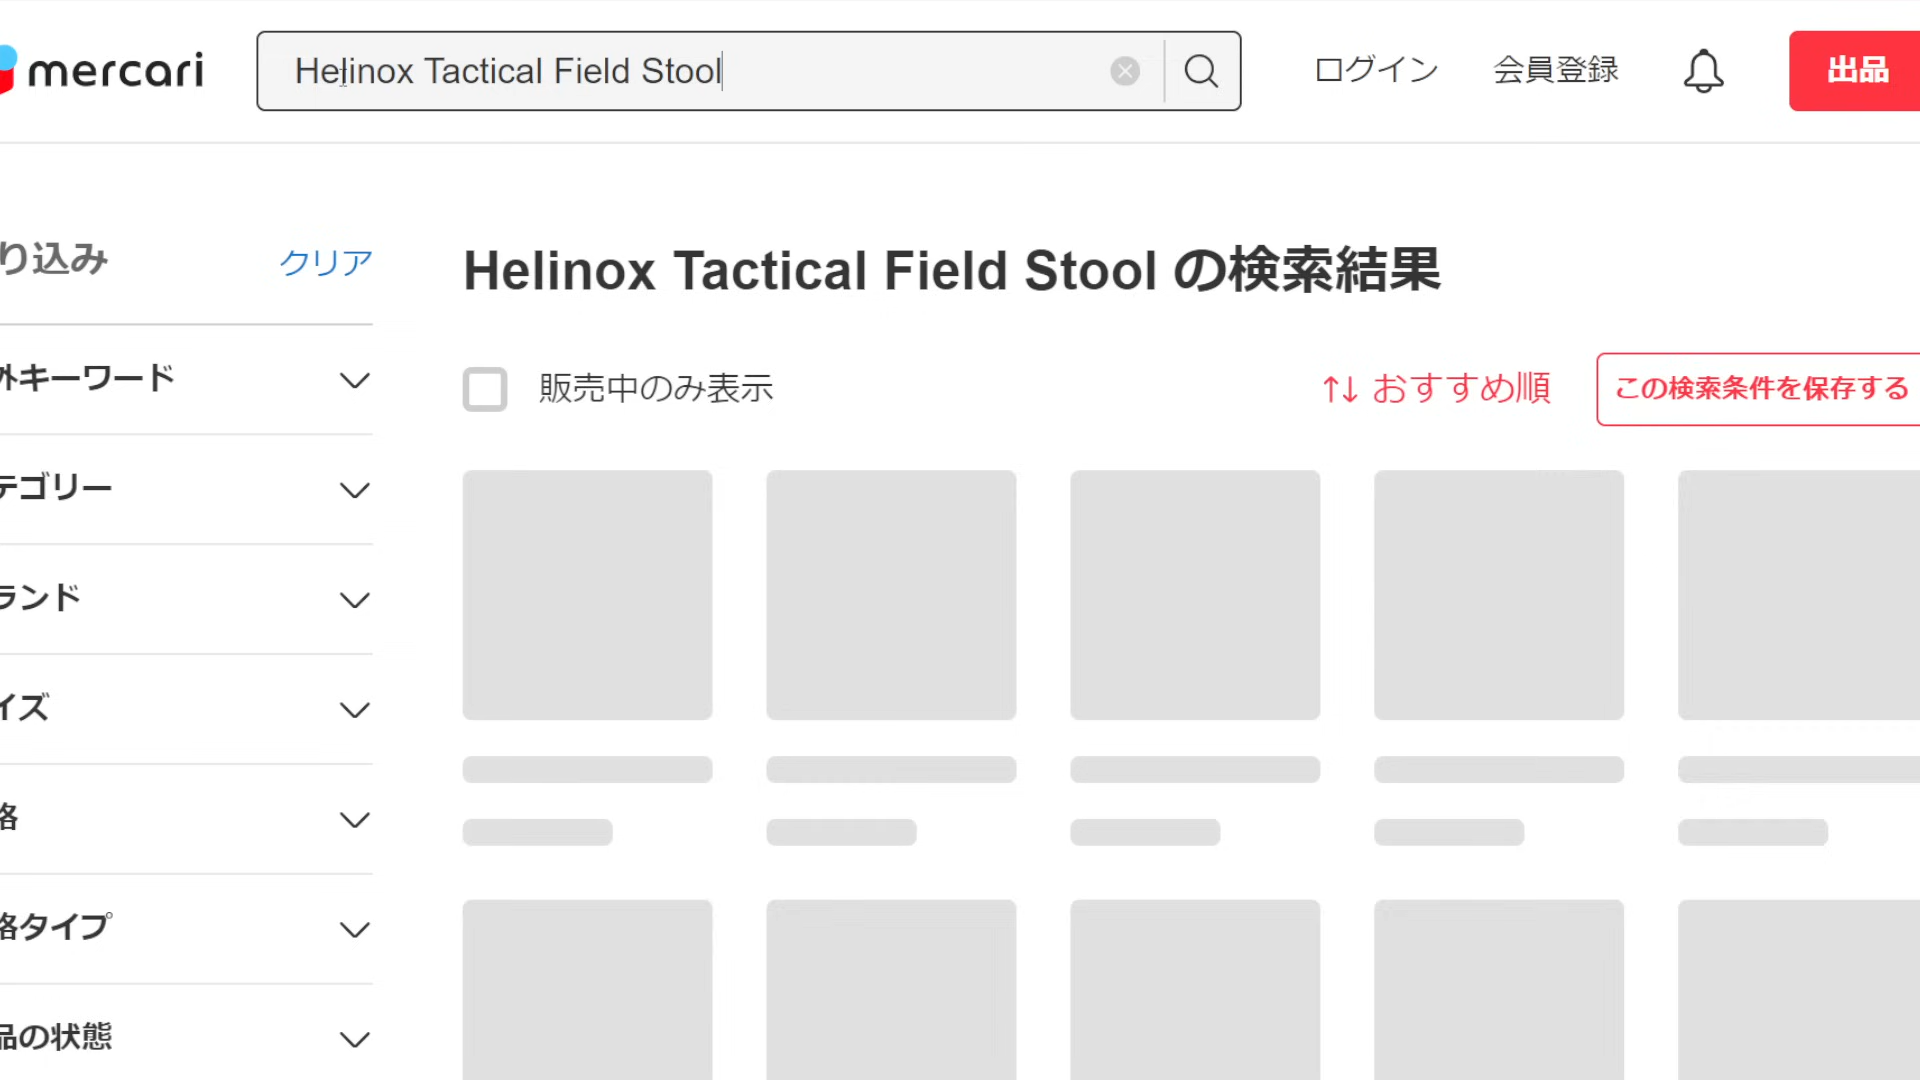 mercari
Helinox Tactical Field Stool
ログイン
会員登録
出品
り込み
クリア
Helinox Tactical Field Stool の検索結果
外キーワード
販売中のみ表示
↑↓ おすすめ順
この検索条件を保存する
テゴリー
ランド
イズ
格
格タイプ
品の状態